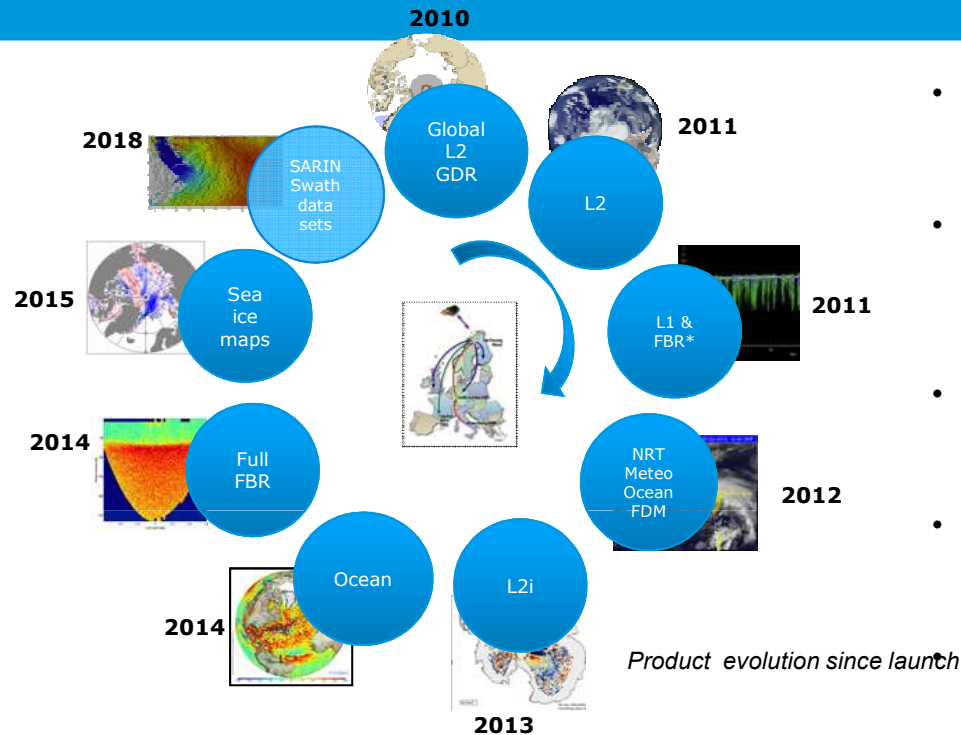 2010
Global
L2
GDR
2011
L2
2011
L1 &
FBR*
2012
NRT
Meteo
Ocean
FDM
2013
L2i
2014
Ocean
2014
Full
FBR
2015
Sea
ice
maps
2018
SARIN
Swath
data
sets
Product evolution since launch
•
•
•
•
•